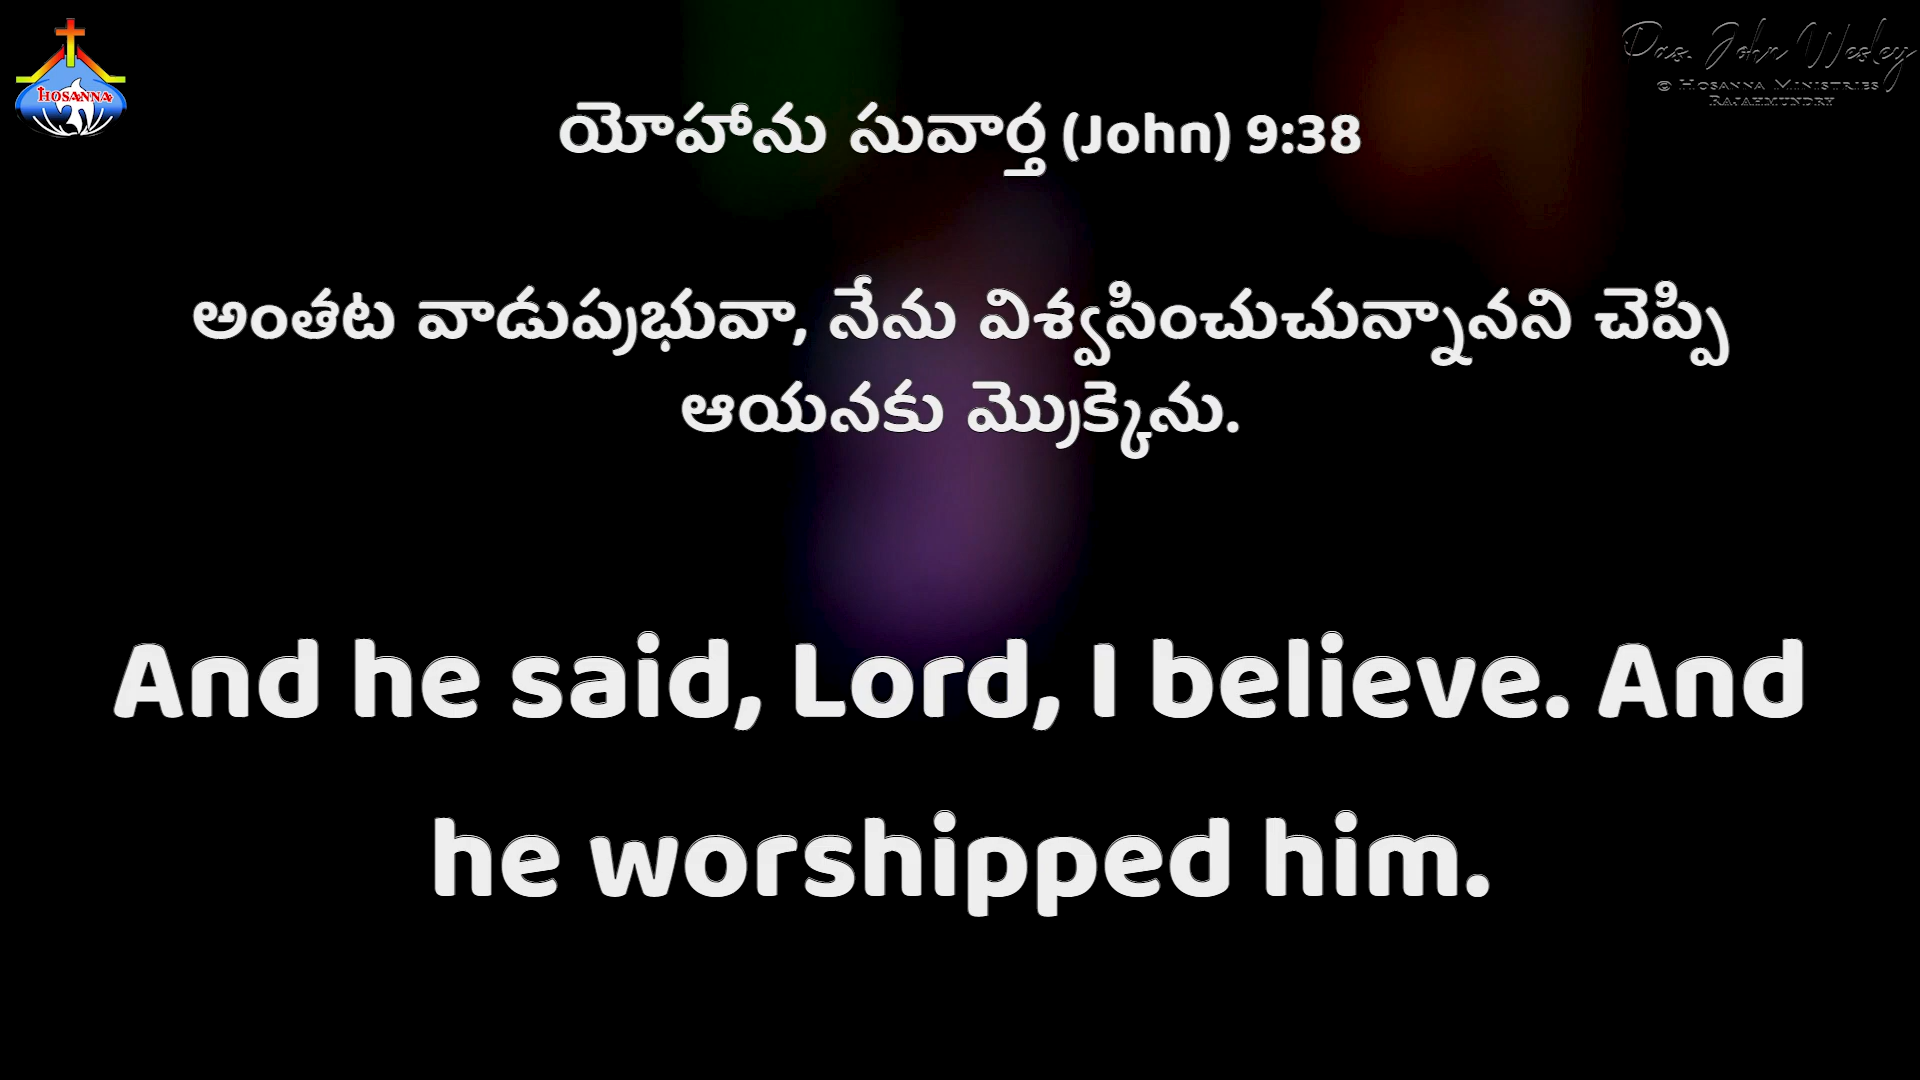 HOSANNA
Das. John Wesley
© HOSANNA MINISTRIES
RAJAHMUNDRY
యోహాను సువార్త (John) 9:38
అంతట వాడుప్రభువా, నేను విశ్వసించుచున్నానని చెప్పి
ఆయనకు మ్రొక్కెను.
And he said, Lord, I believe. And
he worshipped him.